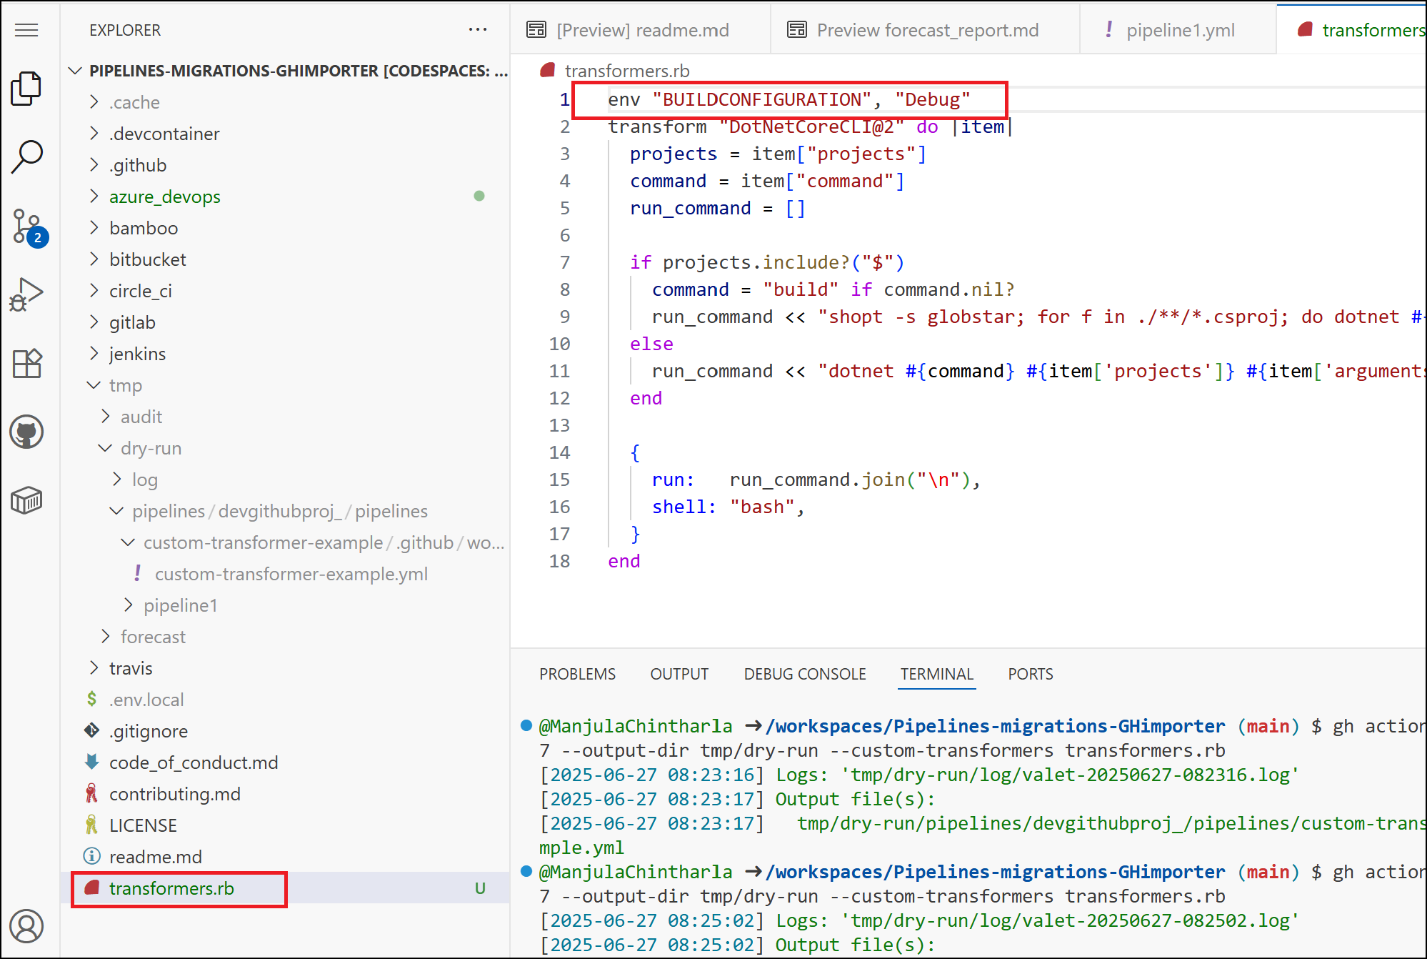 EXPLORER
PIPELINES-MIGRATIONS-GHIMPORTER [CODESPACES: ...
.cache
.devcontainer
.github
azure_devops
bamboo
bitbucket
circle_ci
gitlab
jenkins
tmp
audit
dry-run
log
pipelines / devgithubproj_ / pipelines
custom-transformer-example / .github / wo...
! custom-transformer-example.yml
pipeline1
forecast
travis
$ .env.local
.gitignore
code_of_conduct.md
contributing.md
LICENSE
readme.md
transformers.rb U
2
[Preview] readme.md
Preview forecast_report.md
! pipeline1.yml
transformers
transformers.rb
1 env "BUILDCONFIGURATION", "Debug"
2 transform "DotNetCoreCLI@2" do |item|
3 projects = item["projects"]
4 command = item["command"]
5 run_command = []
6
7 if projects.include?("$")
8 command = "build" if command.nil?
9 run_command << "shopt -s globstar; for f in ./**/*.csproj; do dotnet #{
10 else
11 run_command << "dotnet #{command} #{item['projects']} #{item['arguments
12 end
13
14 {
15 run: run_command.join("\n"),
16 shell: "bash",
17 }
18 end
PROBLEMS OUTPUT DEBUG CONSOLE TERMINAL PORTS
@ManjulaChintharla ➜/workspaces/Pipelines-migrations-GHimporter (main) $ gh action
7 --output-dir tmp/dry-run --custom-transformers transformers.rb
[2025-06-27 08:23:16] Logs: 'tmp/dry-run/log/valet-20250627-082316.log'
[2025-06-27 08:23:17] Output file(s):
[2025-06-27 08:23:17] tmp/dry-run/pipelines/devgithubproj_/pipelines/custom-trans
mple.yml
@ManjulaChintharla ➜/workspaces/Pipelines-migrations-GHimporter (main) $ gh action
7 --output-dir tmp/dry-run --custom-transformers transformers.rb
[2025-06-27 08:25:02] Logs: 'tmp/dry-run/log/valet-20250627-082502.log'
[2025-06-27 08:25:02] Output file(s):